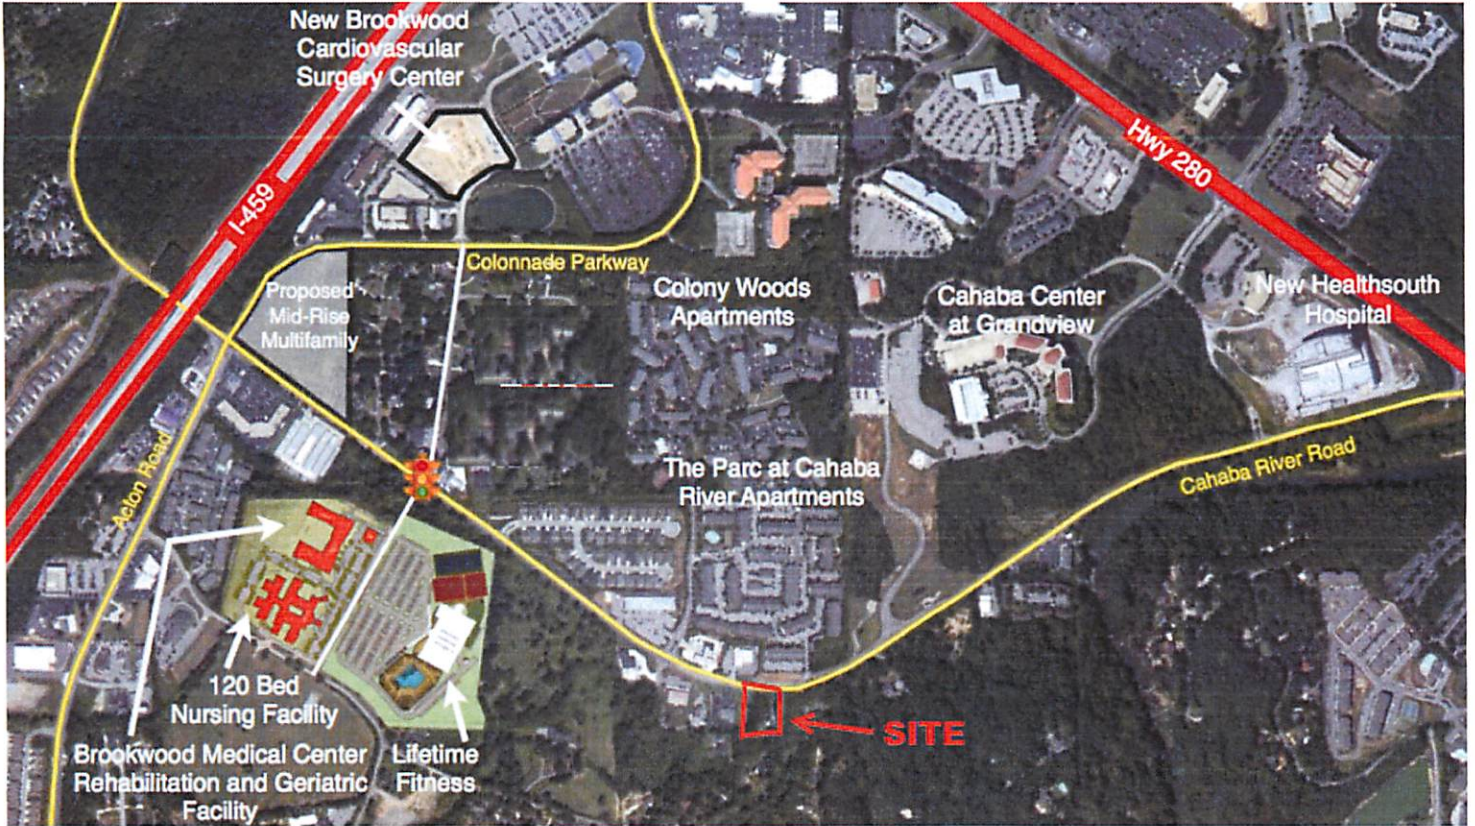 New Brookwood
Cardiovascular
Surgery Center
Hwy 280
I-459
Colonnade Parkway
Proposed
Mid-Rise
Multifamily
Colony Woods
Apartments
Cahaba Center
at Grandview
New Healthsouth
Hospital
Acton Road
The Parc at Cahaba
River Apartments
Cahaba River Road
120 Bed
Nursing Facility
SITE
Brookwood Medical Center
Rehabilitation and Geriatric
Facility
Lifetime
Fitness